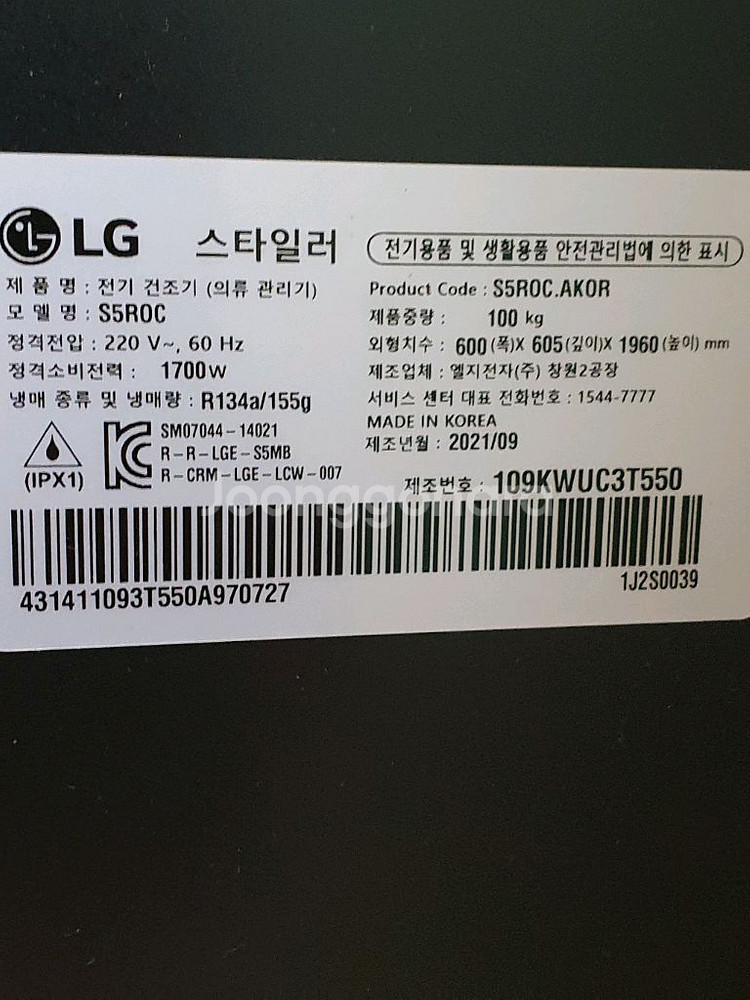 LG 스타일러
전기용품 및 생활용품 안전관리법에 의한 표시
제 품 명 : 전기 건조기 (의류 관리기)
모 델 명 : S5ROC
정격전압 : 220 V~, 60 Hz
정격소비전력 : 1700W
냉매 종류 및 냉매량 : R134a/155g
(IPX1)
SM07044-14021
R-R-LGE-S5MB
R-CRM-LGE-LCW-007
Product Code : S5ROC.AKOR
제품중량 : 100 kg
외형치수 : 600 (폭)X 605 (깊이)X 1960 (높이) mm
제조업체 : 엘지전자(주) 창원2공장
서비스 센터 대표 전화번호 : 1544-7777
MADE IN KOREA
제조년월 : 2021/09
제조번호 : 109KWUC3T550
Joonggonara
431411093T550A970727
1J2S0039